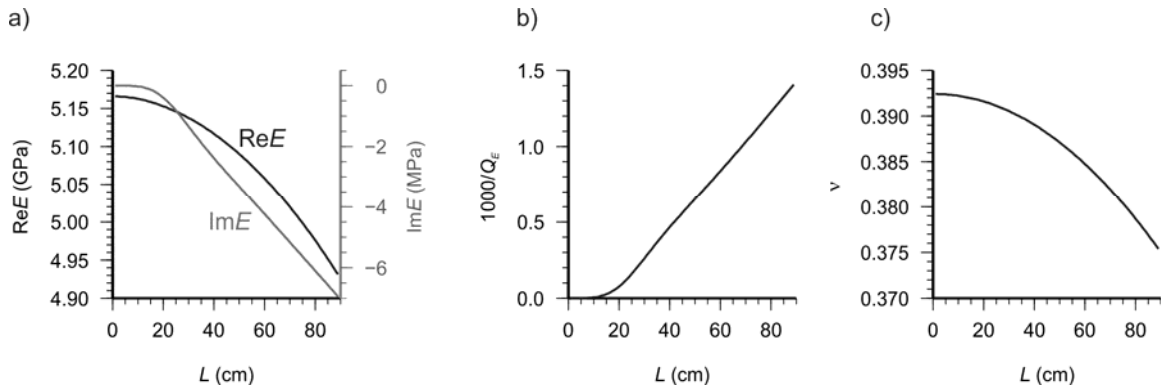 a)
5.20
5.15
5.10
5.05
5.00
4.95
4.90
ReE (GPa)
0
−2
−4
−6
ImE (MPa)
ReE
ImE
0 20 40 60 80
L (cm)
b)
1.5
1.0
0.5
0.0
1000/Q_E
0 20 40 60 80
L (cm)
c)
0.395
0.390
0.385
0.380
0.375
0.370
ν
0 20 40 60 80
L (cm)